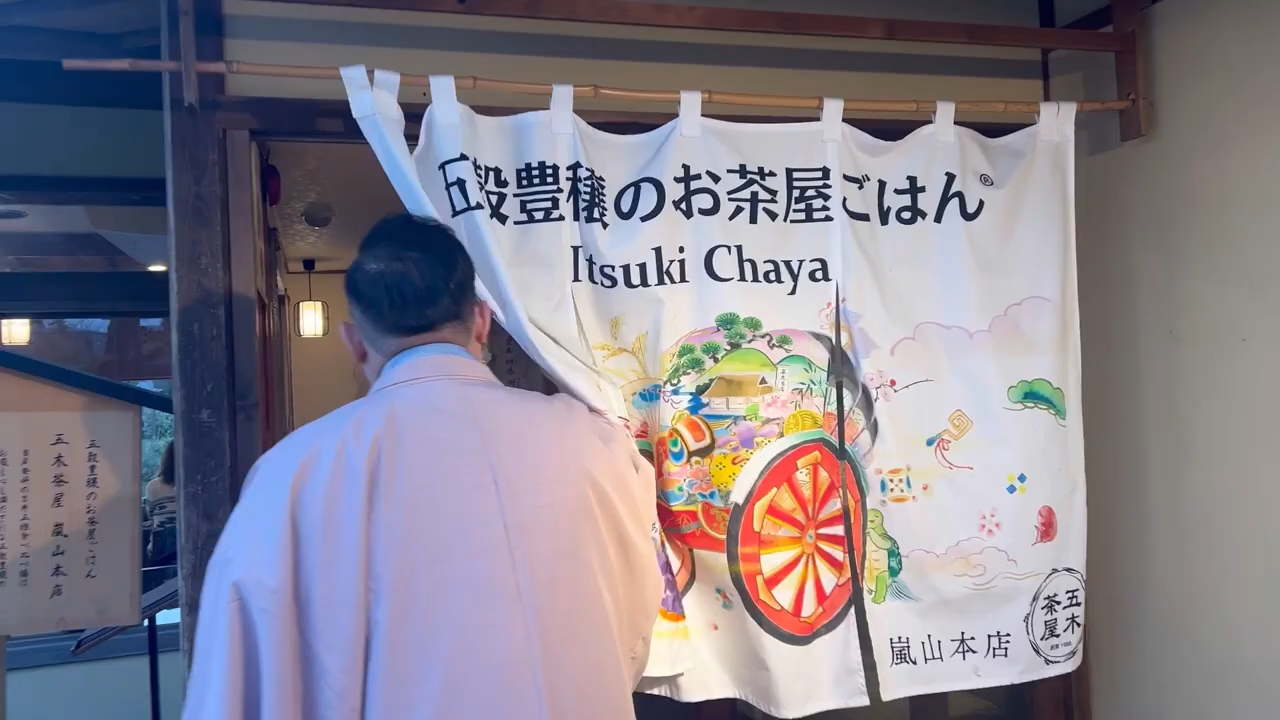 五穀豊穣のお茶屋ごはん®
Itsuki Chaya
嵐山本店
五木
茶屋
五穀豊穣のお茶屋ごはん
五木茶屋 嵐山本店